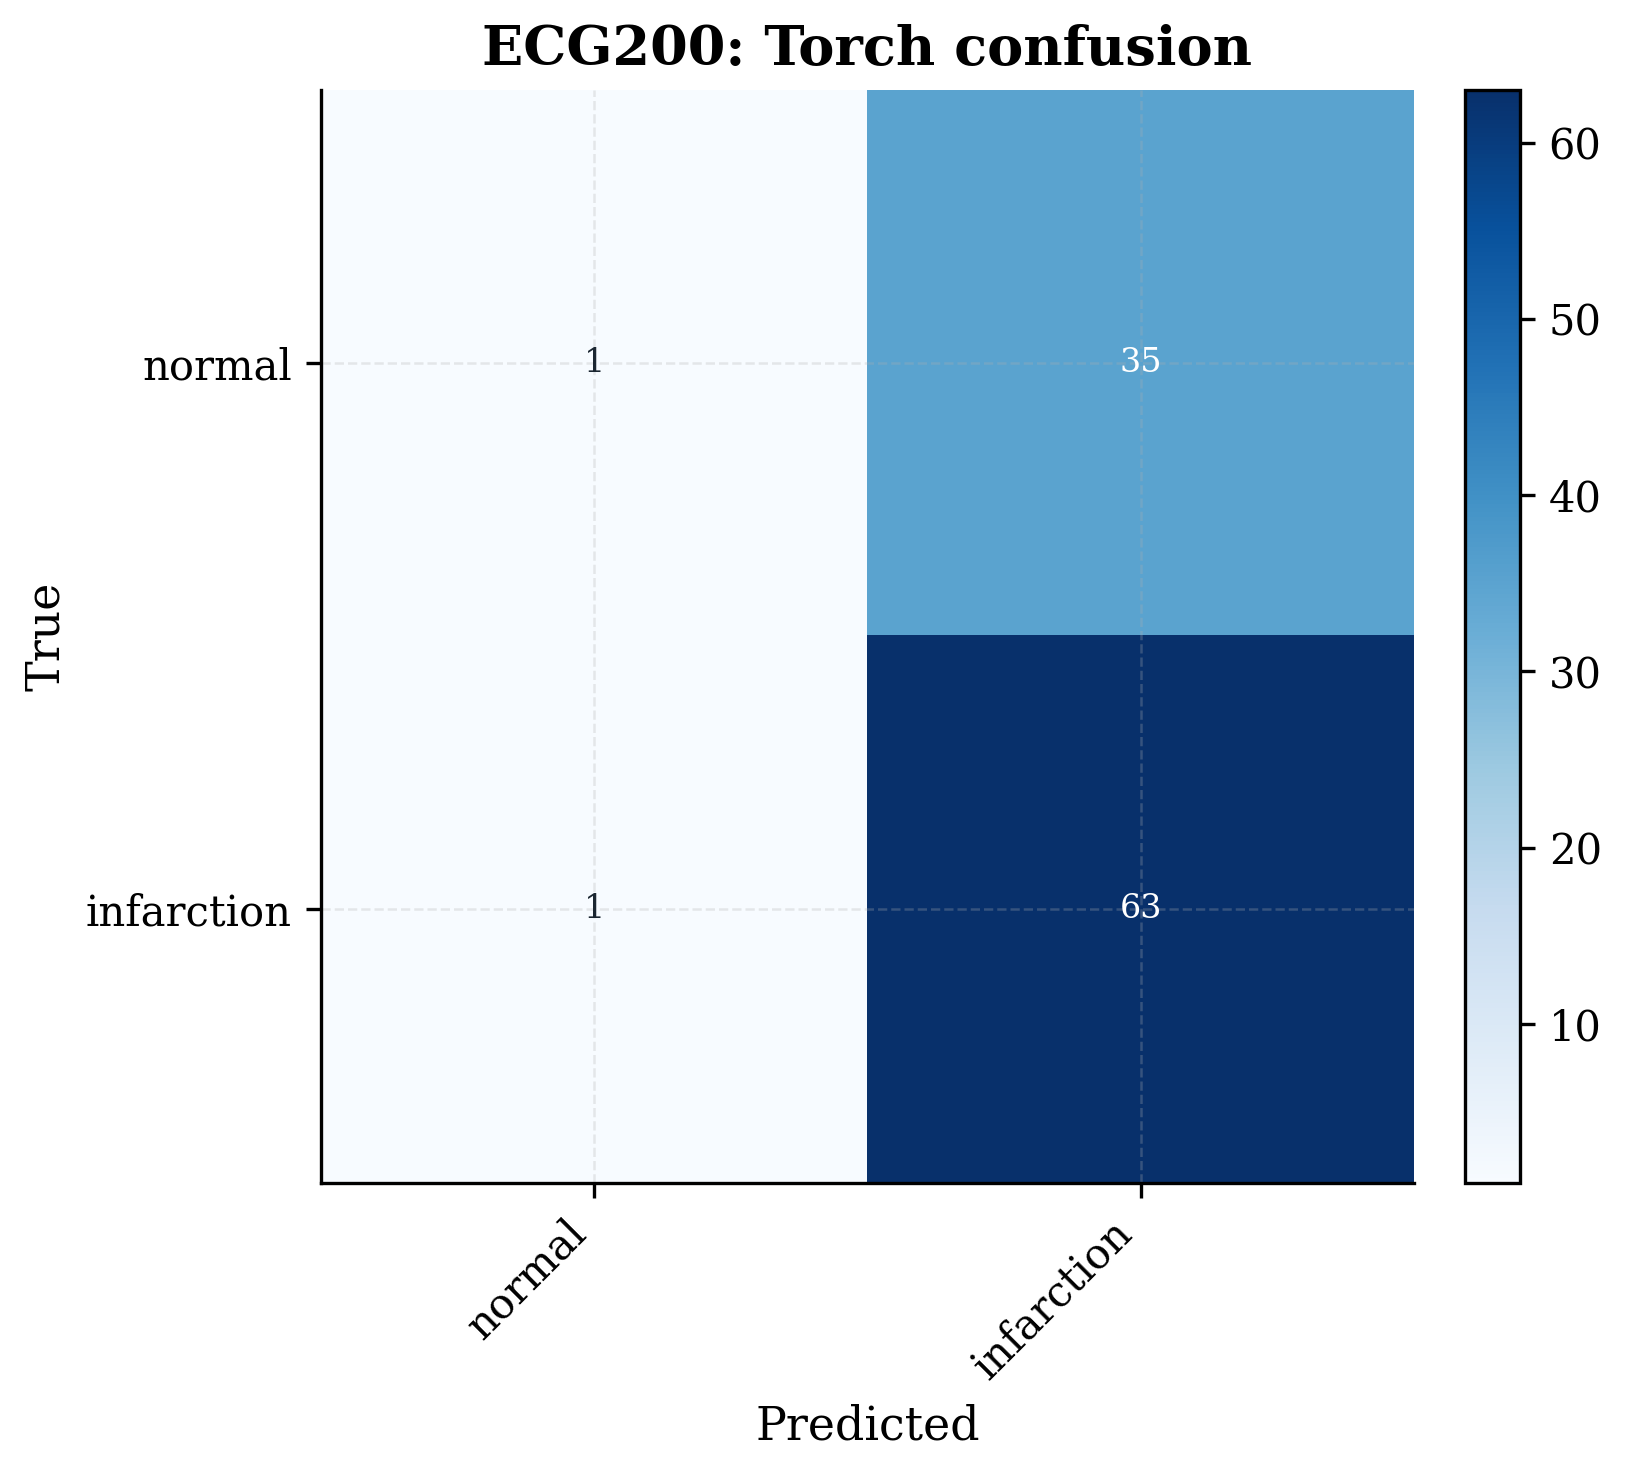 ECG200: Torch confusion
60
50
40
30
20
10
True
normal
1
35
infarction
1
63
normal
infarction
Predicted